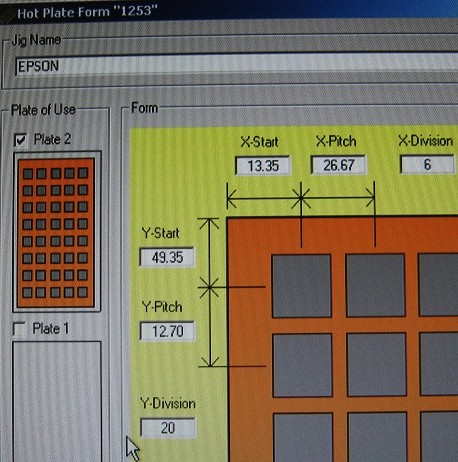 Hot Plate Form "1253"
Jig Name
EPSON
Plate of Use
Form
Plate 2
X-Start
X-Pitch
X-Division
13.35
26.67
6
Y-Start
49.35
Y-Pitch
12.70
Plate 1
Y-Division
20